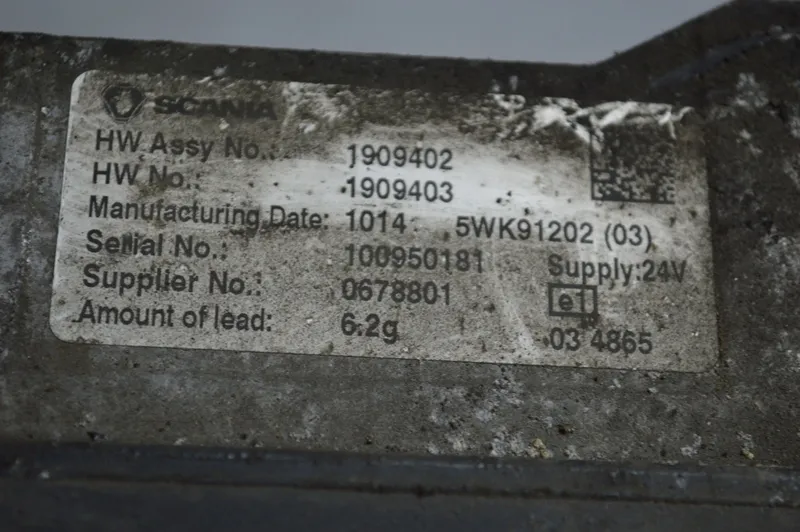 SCANIA
HW Assy No.: 1909402
HW No.: 1909403
Manufacturing Date: 1014 5WK91202 (03)
Serial No.: 100950181 Supply:24V
Supplier No.: 0678801 e1
Amount of lead: 6.2g 03 4865